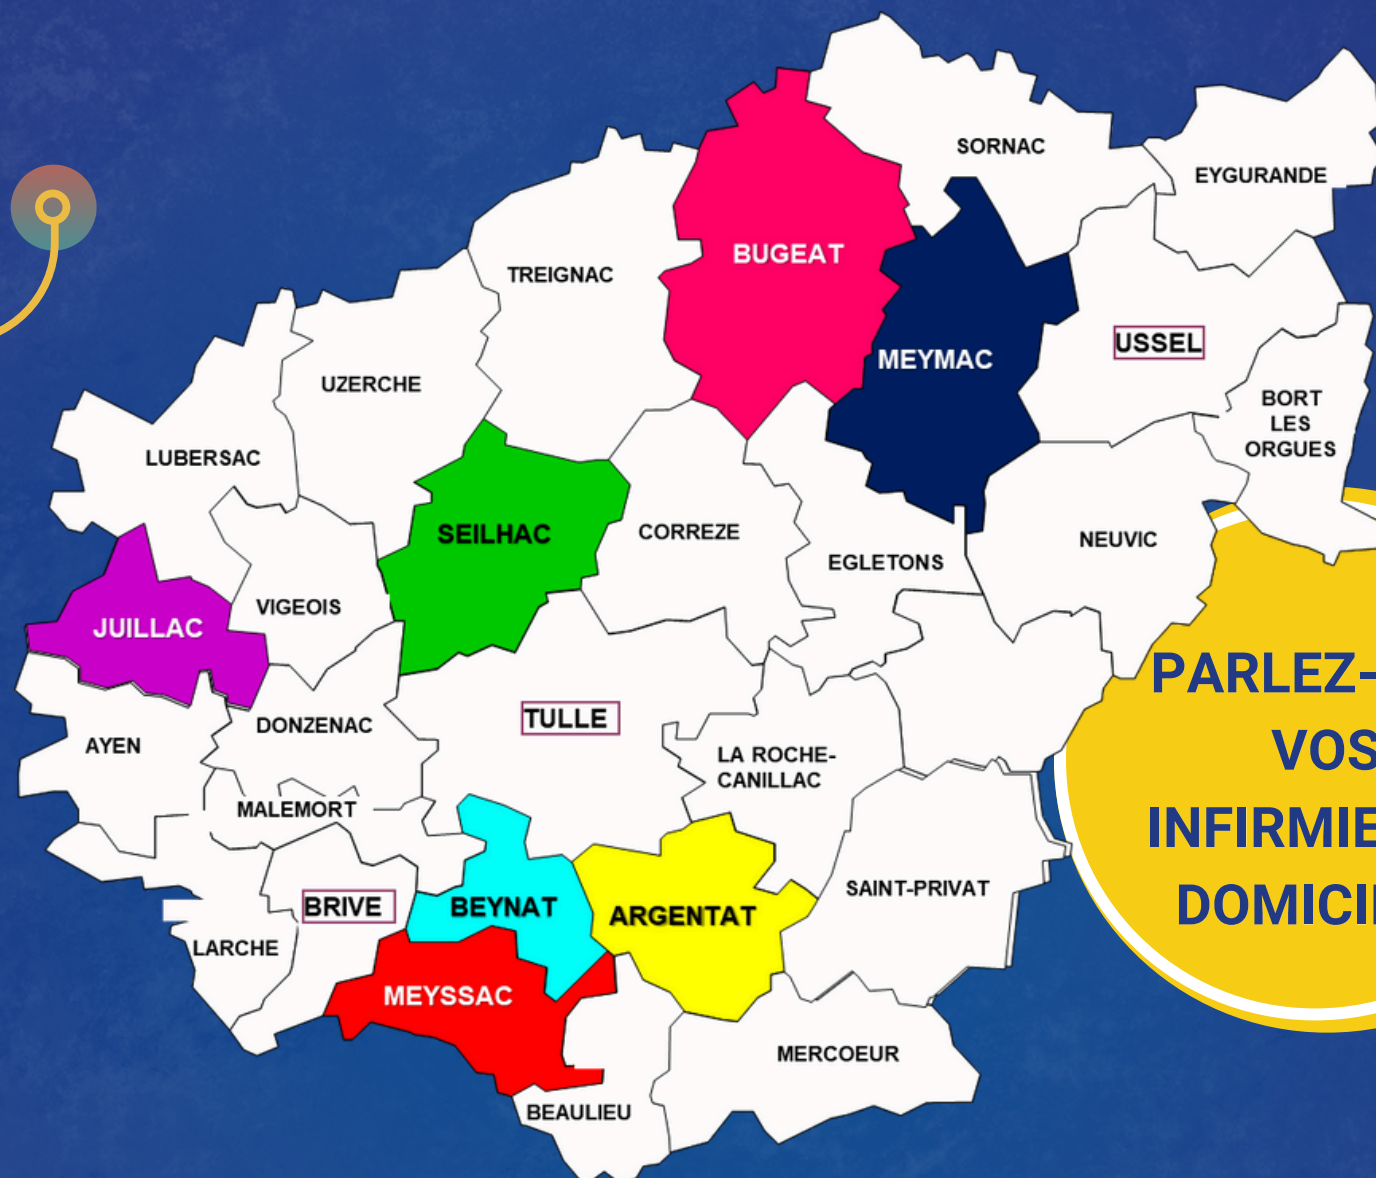 SORNAC
EYGURANDE
BUGEAT
TREIGNAC
USSEL
MEYMAC
UZERCHE
BORT
LES
ORGUES
LUBERSAC
SEILHAC
CORREZE
NEUVIC
EGLETONS
VIGEOIS
JUILLAC
PARLEZ-
VOS
INFIRMIE
DOMICI
TULLE
DONZENAC
AYEN
LA ROCHE-
CANILLAC
MALEMORT
SAINT-PRIVAT
BRIVE
BEYNAT
ARGENTAT
LARCHE
MEYSSAC
MERCOEUR
BEAULIEU